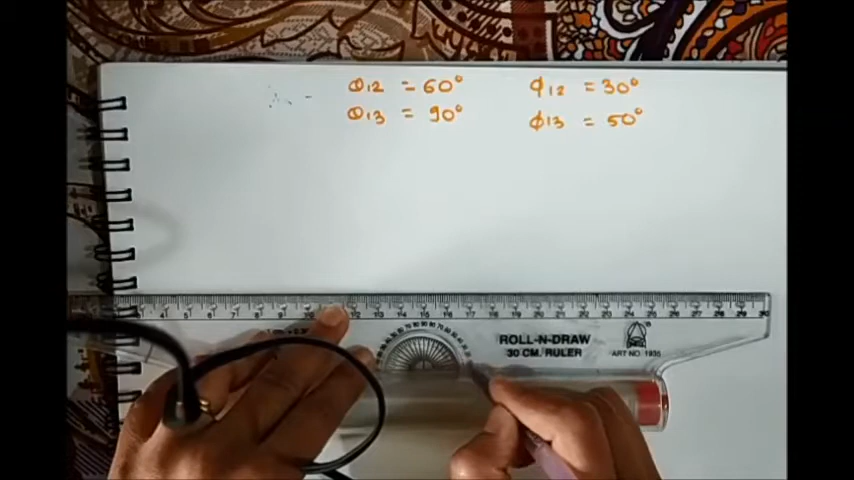 θ12 = 60° ϕ12 = 30°
θ13 = 90° ϕ13 = 50°
ROLL-N-DRAW
30 CM. RULER
ART NO. 1935